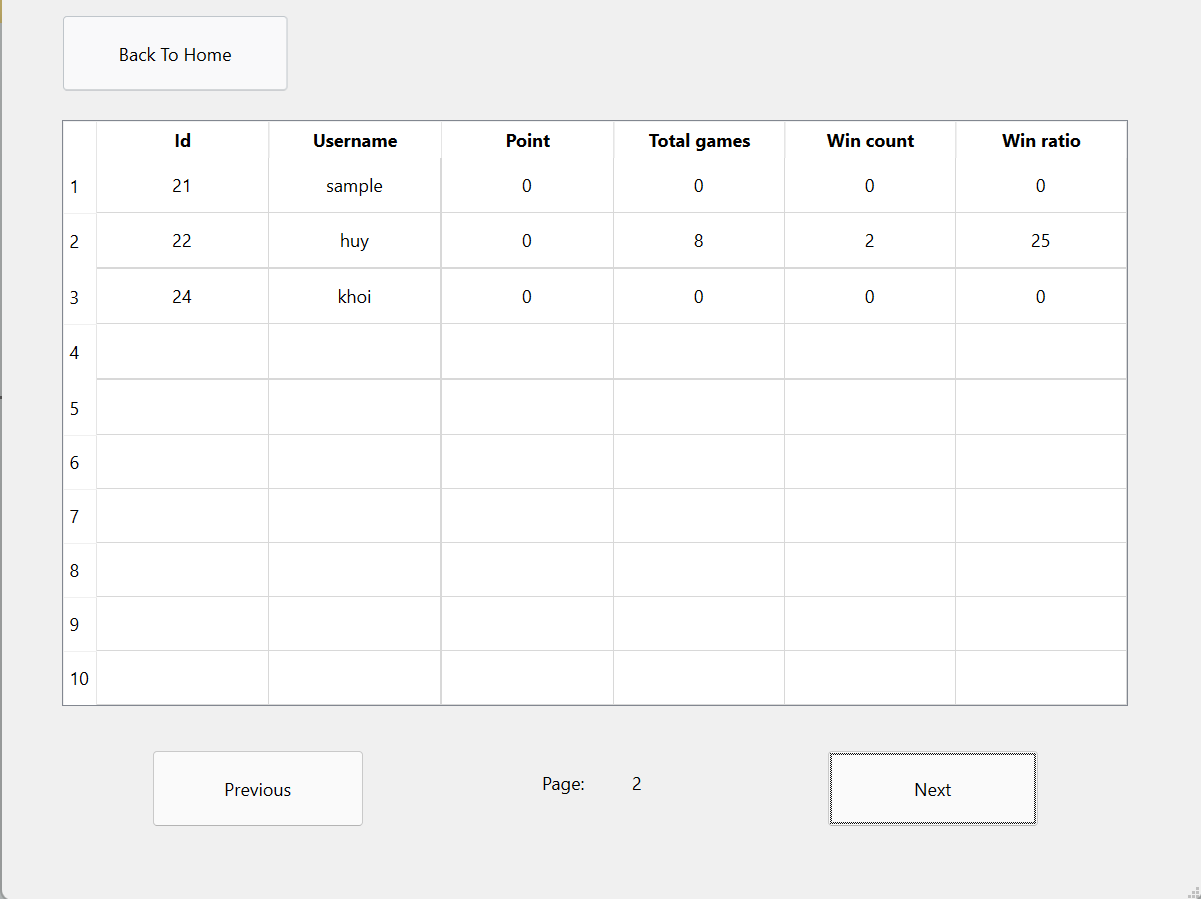 Back To Home
Id Username Point Total games Win count Win ratio
1 21 sample 0 0 0 0
2 22 huy 0 8 2 25
3 24 khoi 0 0 0 0
4
5
6
7
8
9
10
Previous Page: 2 Next